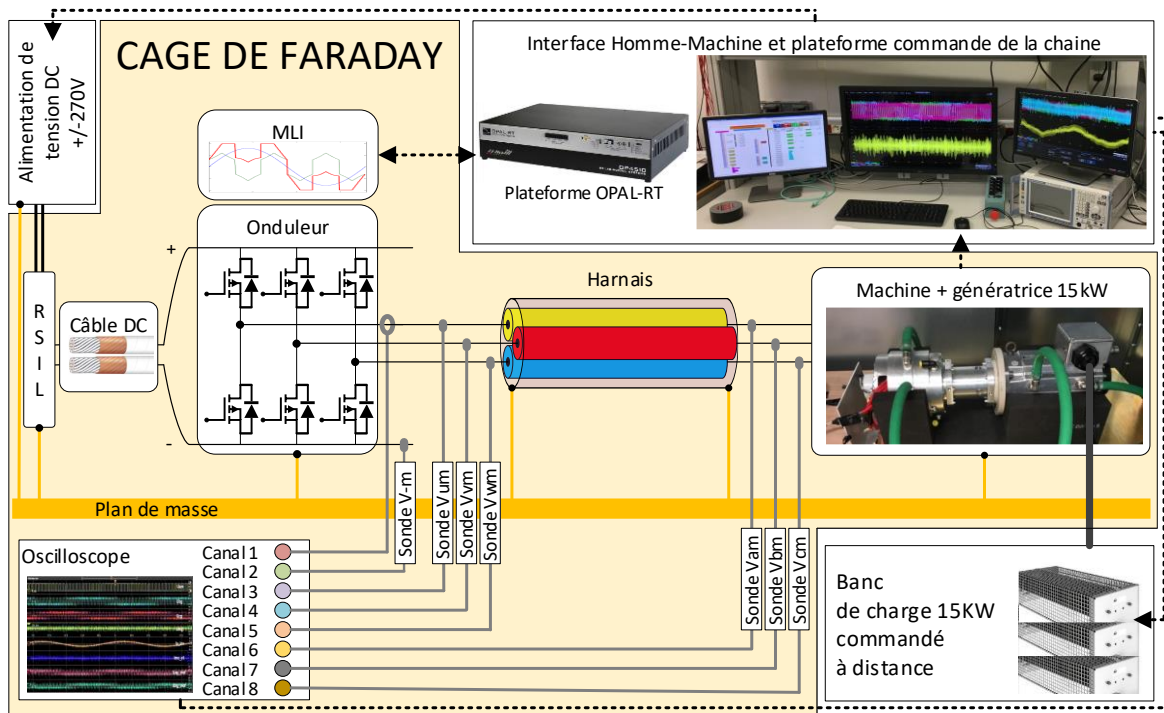 Alimentation de
tension DC
+/-270V
CAGE DE FARADAY
Interface Homme-Machine et plateforme commande de la chaine
MLI
OPAL-RT
Plateforme OPAL-RT
Onduleur
+
-
RSIL
Câble DC
Harnais
Machine + génératrice 15kW
Sonde V-m
Sonde Vum
Sonde Vvm
Sonde Vwm
Sonde Vam
Sonde Vbm
Sonde Vcm
Plan de masse
Oscilloscope
Canal 1
Canal 2
Canal 3
Canal 4
Canal 5
Canal 6
Canal 7
Canal 8
Banc
de charge 15KW
commandé
à distance